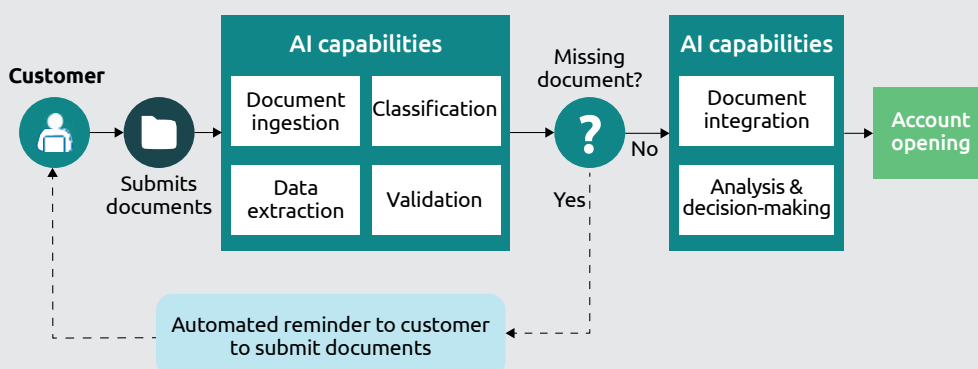 Customer
Submits
documents
AI capabilities
Document
ingestion
Classification
Data
extraction
Validation
Missing
document?
?
No
Yes
AI capabilities
Document
integration
Analysis &
decision-making
Account
opening
Automated reminder to customer
to submit documents